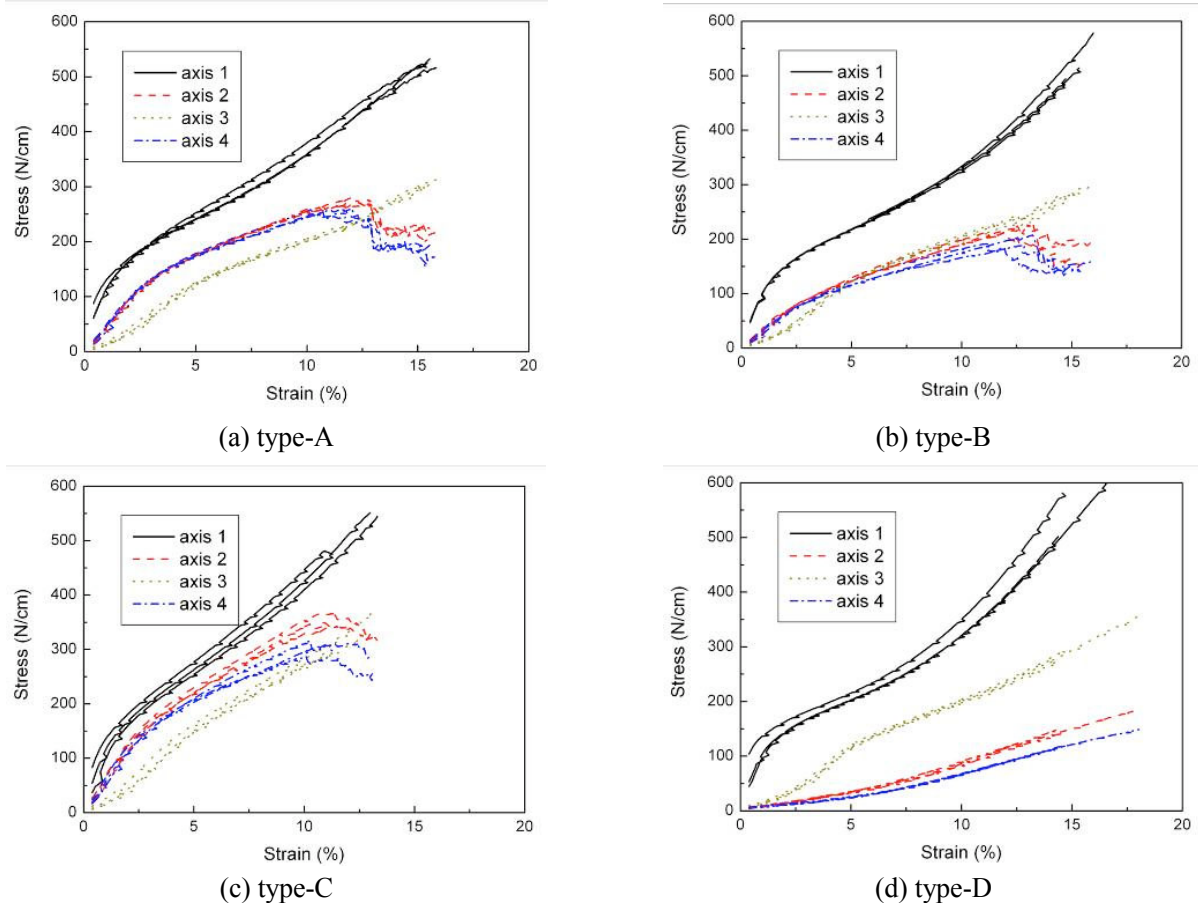 600
500
400
300
200
100
0
Stress (N/cm)
axis 1
axis 2
axis 3
axis 4
0 5 10 15 20
Strain (%)
(a) type-A
600
500
400
300
200
100
0
Stress (N/cm)
axis 1
axis 2
axis 3
axis 4
0 5 10 15 20
Strain (%)
(b) type-B
600
500
400
300
200
100
0
Stress (N/cm)
axis 1
axis 2
axis 3
axis 4
0 5 10 15 20
Strain (%)
(c) type-C
600
500
400
300
200
100
0
Stress (N/cm)
axis 1
axis 2
axis 3
axis 4
0 5 10 15 20
Strain (%)
(d) type-D